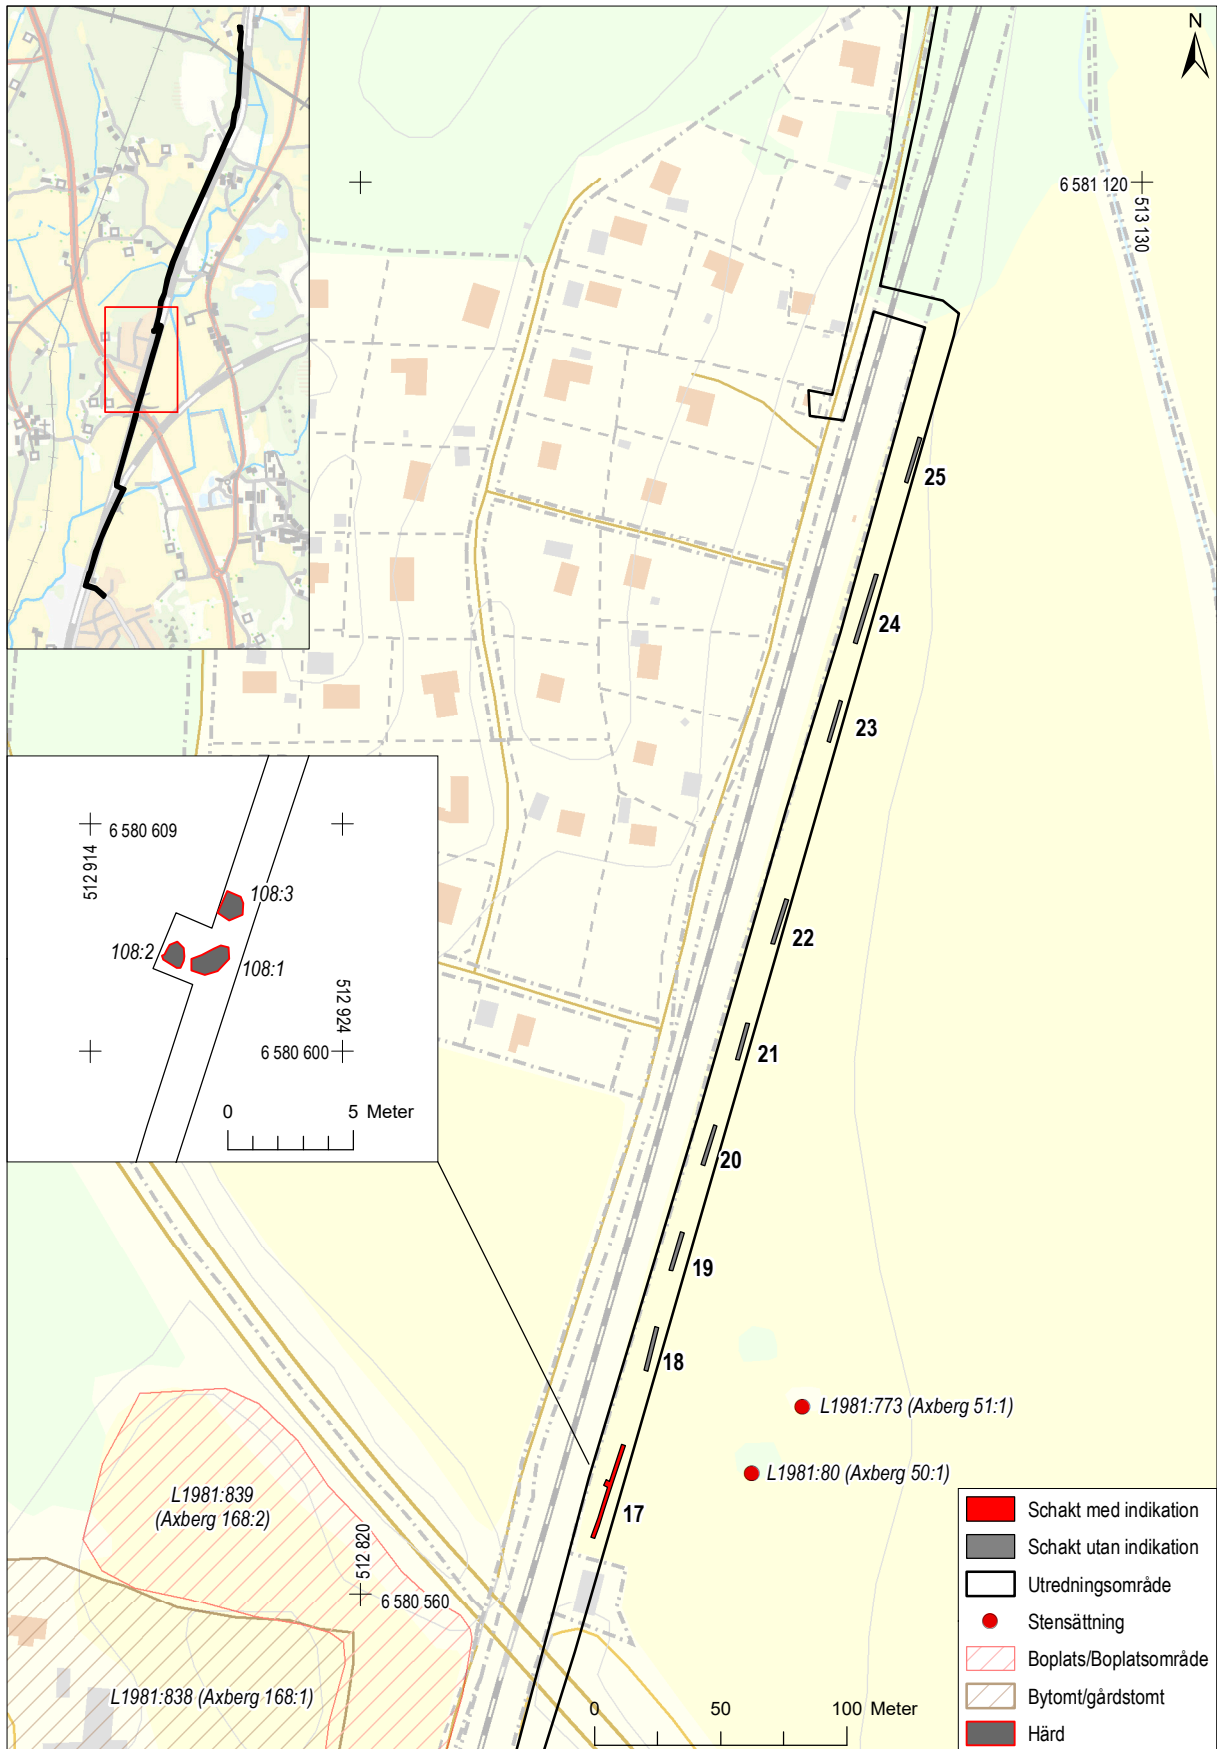 N
6 581 120
513 130
25
24
23
22
21
20
19
18
17
6 580 609
512 914
108:3
108:2
108:1
512 924
6 580 600
0 5 Meter
L1981:773 (Axberg 51:1)
L1981:80 (Axberg 50:1)
L1981:839
(Axberg 168:2)
512 820
6 580 560
L1981:838 (Axberg 168:1)
0 50 100 Meter
Schakt med indikation
Schakt utan indikation
Utredningsområde
Stensättning
Boplats/Boplatsområde
Bytomt/gårdstomt
Härd